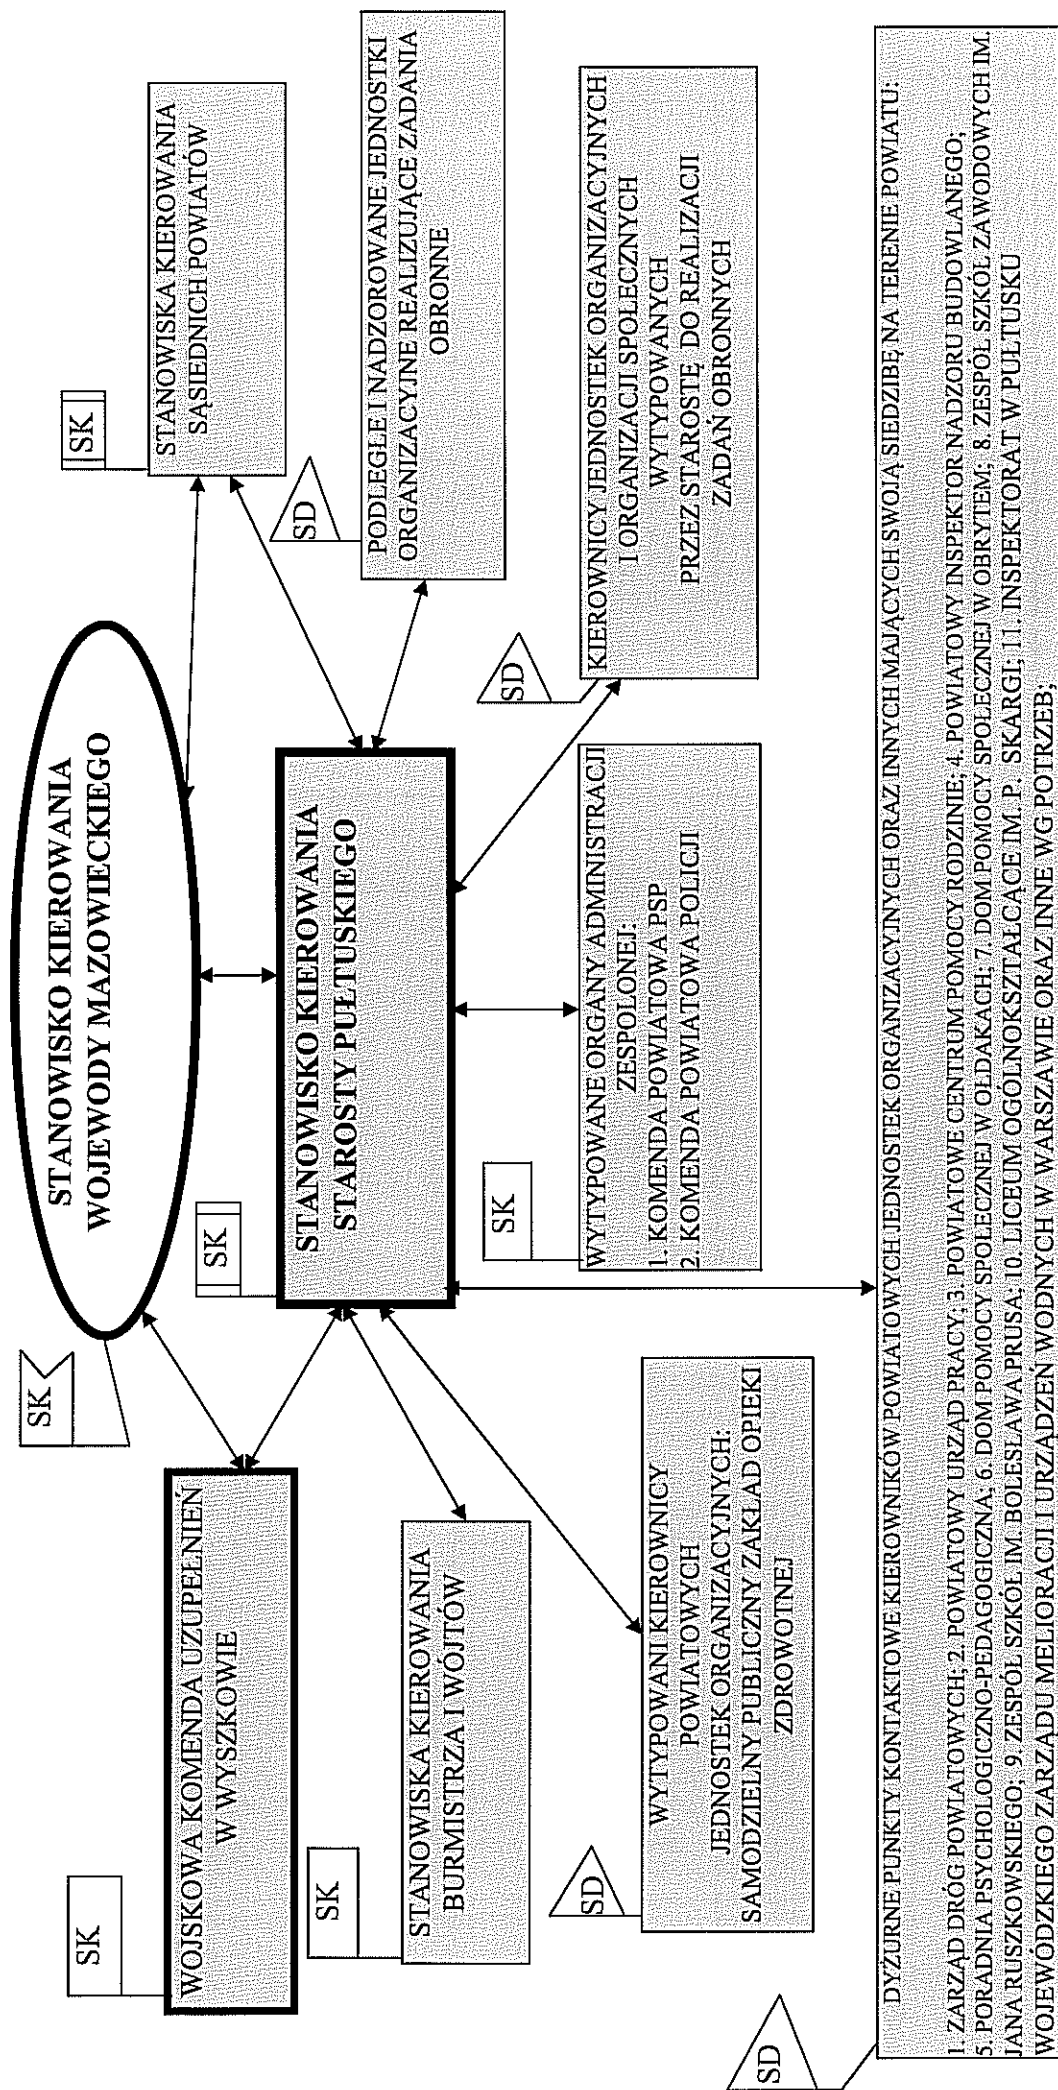 SK
STANOWISKO KIEROWANIA
WOJEWODY MAZOWIECKIEGO
SK
WOJSKOWA KOMENDA UZUPEŁNIEŃ
W WYSZKOWIE
SK
STANOWISKA KIEROWANIA
SĄSIEDNICH POWIATÓW
SK
STANOWISKO KIEROWANIA
STAROSTY PUŁTUSKIEGO
SK
STANOWISKA KIEROWANIA
BURMISTRZA I WÓJTÓW
SD
PODLEGŁE I NADZOROWANE JEDNOSTKI
ORGANIZACYJNE REALIZUJĄCE ZADANIA
OBRONNE
SD
WYTYPOWANI KIEROWNICY
POWIATOWYCH
JEDNOSTEK ORGANIZACYJNYCH:
SAMODZIELNY PUBLICZNY ZAKŁAD OPIEKI
ZDROWOTNEJ
SK
WYTYPOWANE ORGANY ADMINISTRACJI
ZESPOLONEJ:
1. KOMENDA POWIATOWA PSP
2. KOMENDA POWIATOWA POLICJI
SD
KIEROWNICY JEDNOSTEK ORGANIZACYJNYCH
I ORGANIZACJI SPOŁECZNYCH
WYTYPOWANYCH
PRZEZ STAROSTĘ DO REALIZACJI
ZADAŃ OBRONNYCH
SD
DYŻURNE PUNKTY KONTAKTOWE KIEROWNIKÓW POWIATOWYCH JEDNOSTEK ORGANIZACYJNYCH ORAZ INNYCH MAJĄCYCH SWOJĄ SIEDZIBĘ NA TERENIE POWIATU:
1. ZARZĄD DRÓG POWIATOWYCH; 2. POWIATOWY URZĄD PRACY; 3. POWIATOWE CENTRUM POMOCY RODZINIE; 4. POWIATOWY INSPEKTOR NADZORU BUDOWLANEGO;
5. PORADNIA PSYCHOLOGICZNO-PEDAGOGICZNA; 6. DOM POMOCY SPOŁECZNEJ W OŁDAKACH; 7. DOM POMOCY SPOŁECZNEJ W OBRYTEM; 8. ZESPÓŁ SZKÓŁ ZAWODOWYCH IM.
JANA RUSZKOWSKIEGO; 9. ZESPÓŁ SZKÓŁ IM. BOLESŁAWA PRUSA; 10. LICEUM OGÓLNOKSZTAŁCĄCE IM. P. SKARGI; 11. INSPEKTORAT W PUŁTUSKU
WOJEWÓDZKIEGO ZARZĄDU MELIORACJI I URZĄDZEŃ WODNYCH W WARSZAWIE ORAZ INNE WG POTRZEB;